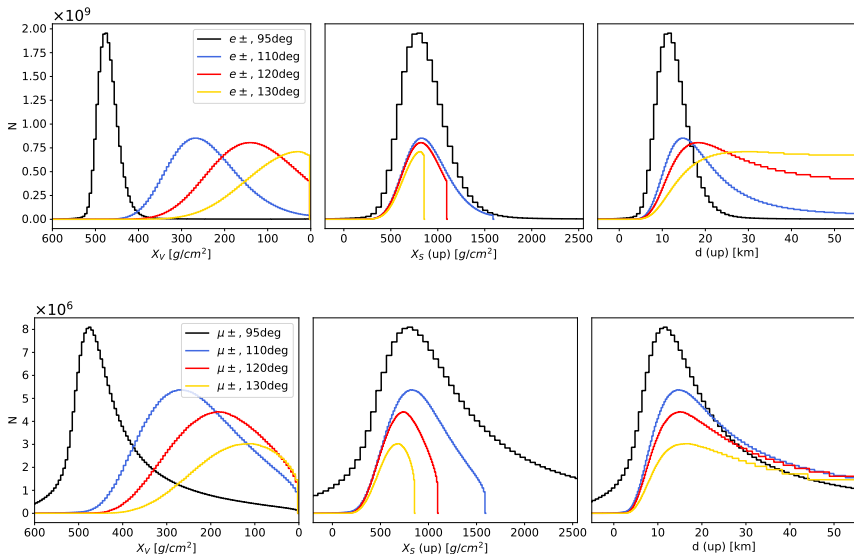 ×10⁹
2.00
1.75
1.50
1.25
1.00
0.75
0.50
0.25
0.00
N
e±, 95deg
e±, 110deg
e±, 120deg
e±, 130deg
600 500 400 300 200 100 0
X_V [g/cm²]
0 500 1000 1500 2000 2500
X_S (up) [g/cm²]
0 10 20 30 40 50
d (up) [km]
×10⁶
8
7
6
5
4
3
2
1
0
N
μ±, 95deg
μ±, 110deg
μ±, 120deg
μ±, 130deg
600 500 400 300 200 100 0
X_V [g/cm²]
0 500 1000 1500 2000 2500
X_S (up) [g/cm²]
0 10 20 30 40 50
d (up) [km]